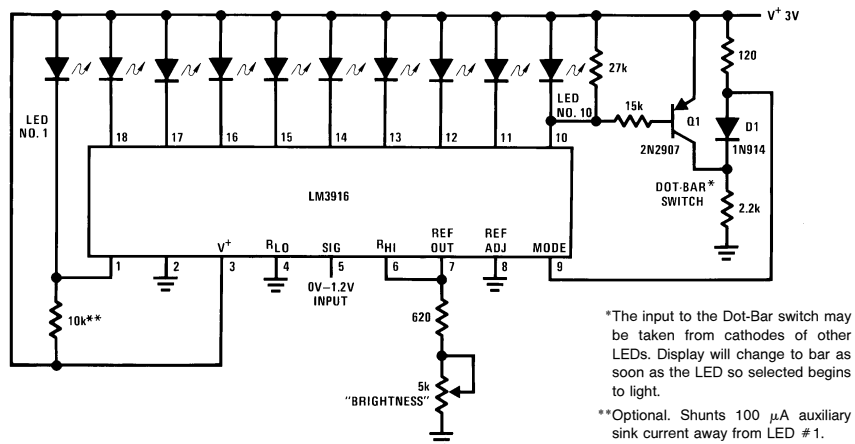 V+ 3V
120
27k
15k
LED
NO. 1
LED
NO. 10
Q1
D1
2N2907
1N914
18
17
16
15
14
13
12
11
10
DOT-BAR*
SWITCH
2.2k
LM3916
V+
RLO
SIG
RHI
REF
OUT
REF
ADJ
MODE
1
2
3
4
5
6
7
8
9
0V–1.2V
INPUT
10k**
620
5k
"BRIGHTNESS"
*The input to the Dot-Bar switch may
be taken from cathodes of other
LEDs. Display will change to bar as
soon as the LED so selected begins
to light.
**Optional. Shunts 100 μA auxiliary
sink current away from LED #1.